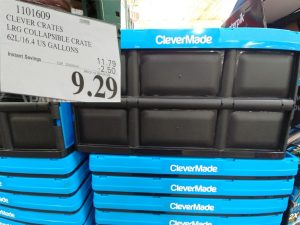 1101609
CLEVER CRATES
LRG COLLAPSIBLE CRATE
62L/16.4 US GALLONS
11.79
Instant Savings
-2.50
9.29
CleverMade
CleverMade
CleverMade
CleverMade
CleverMade